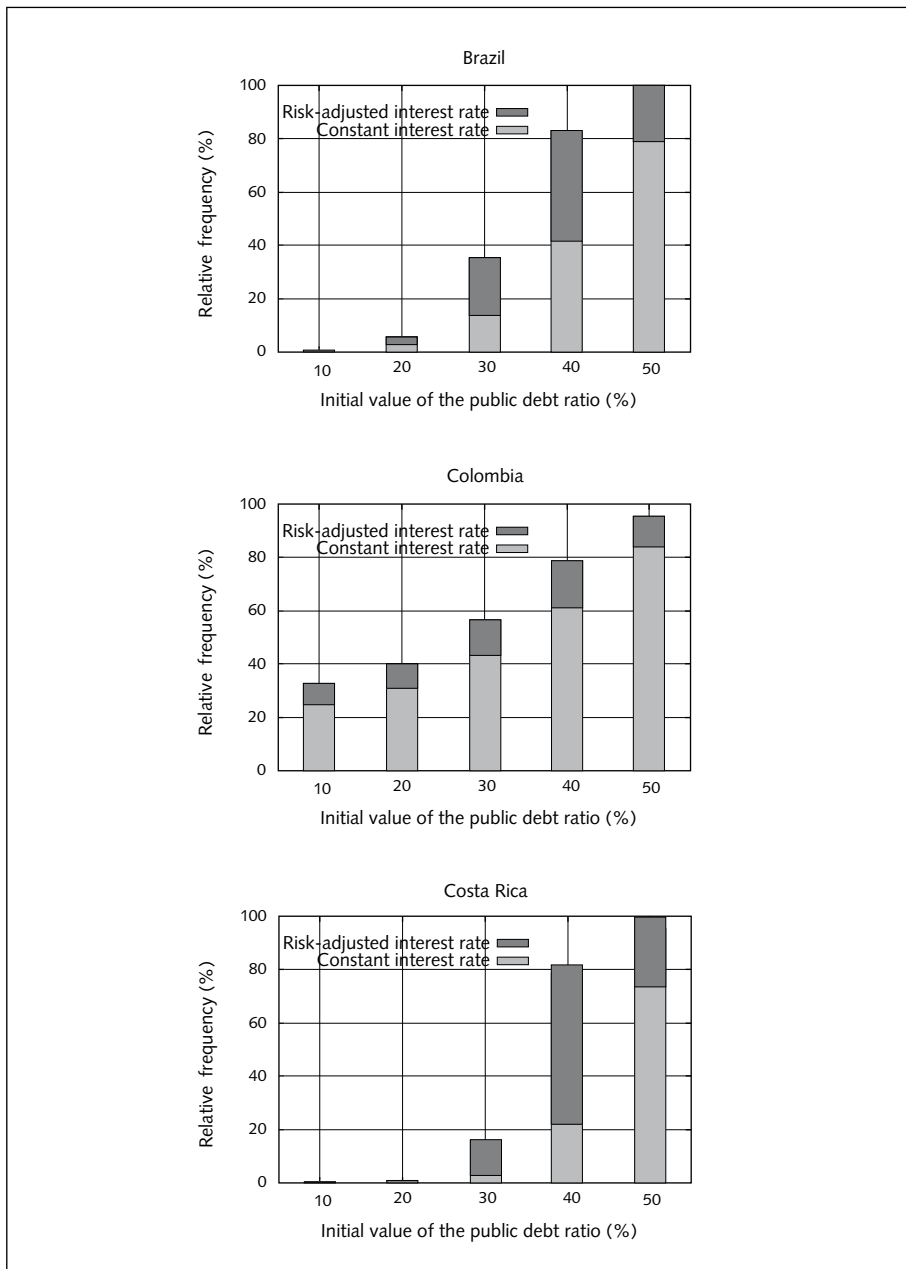 Brazil
Relative frequency (%)
100
80
60
40
20
0
Risk-adjusted interest rate
Constant interest rate
10 20 30 40 50
Initial value of the public debt ratio (%)
Colombia
Relative frequency (%)
100
80
60
40
20
0
Risk-adjusted interest rate
Constant interest rate
10 20 30 40 50
Initial value of the public debt ratio (%)
Costa Rica
Relative frequency (%)
100
80
60
40
20
0
Risk-adjusted interest rate
Constant interest rate
10 20 30 40 50
Initial value of the public debt ratio (%)